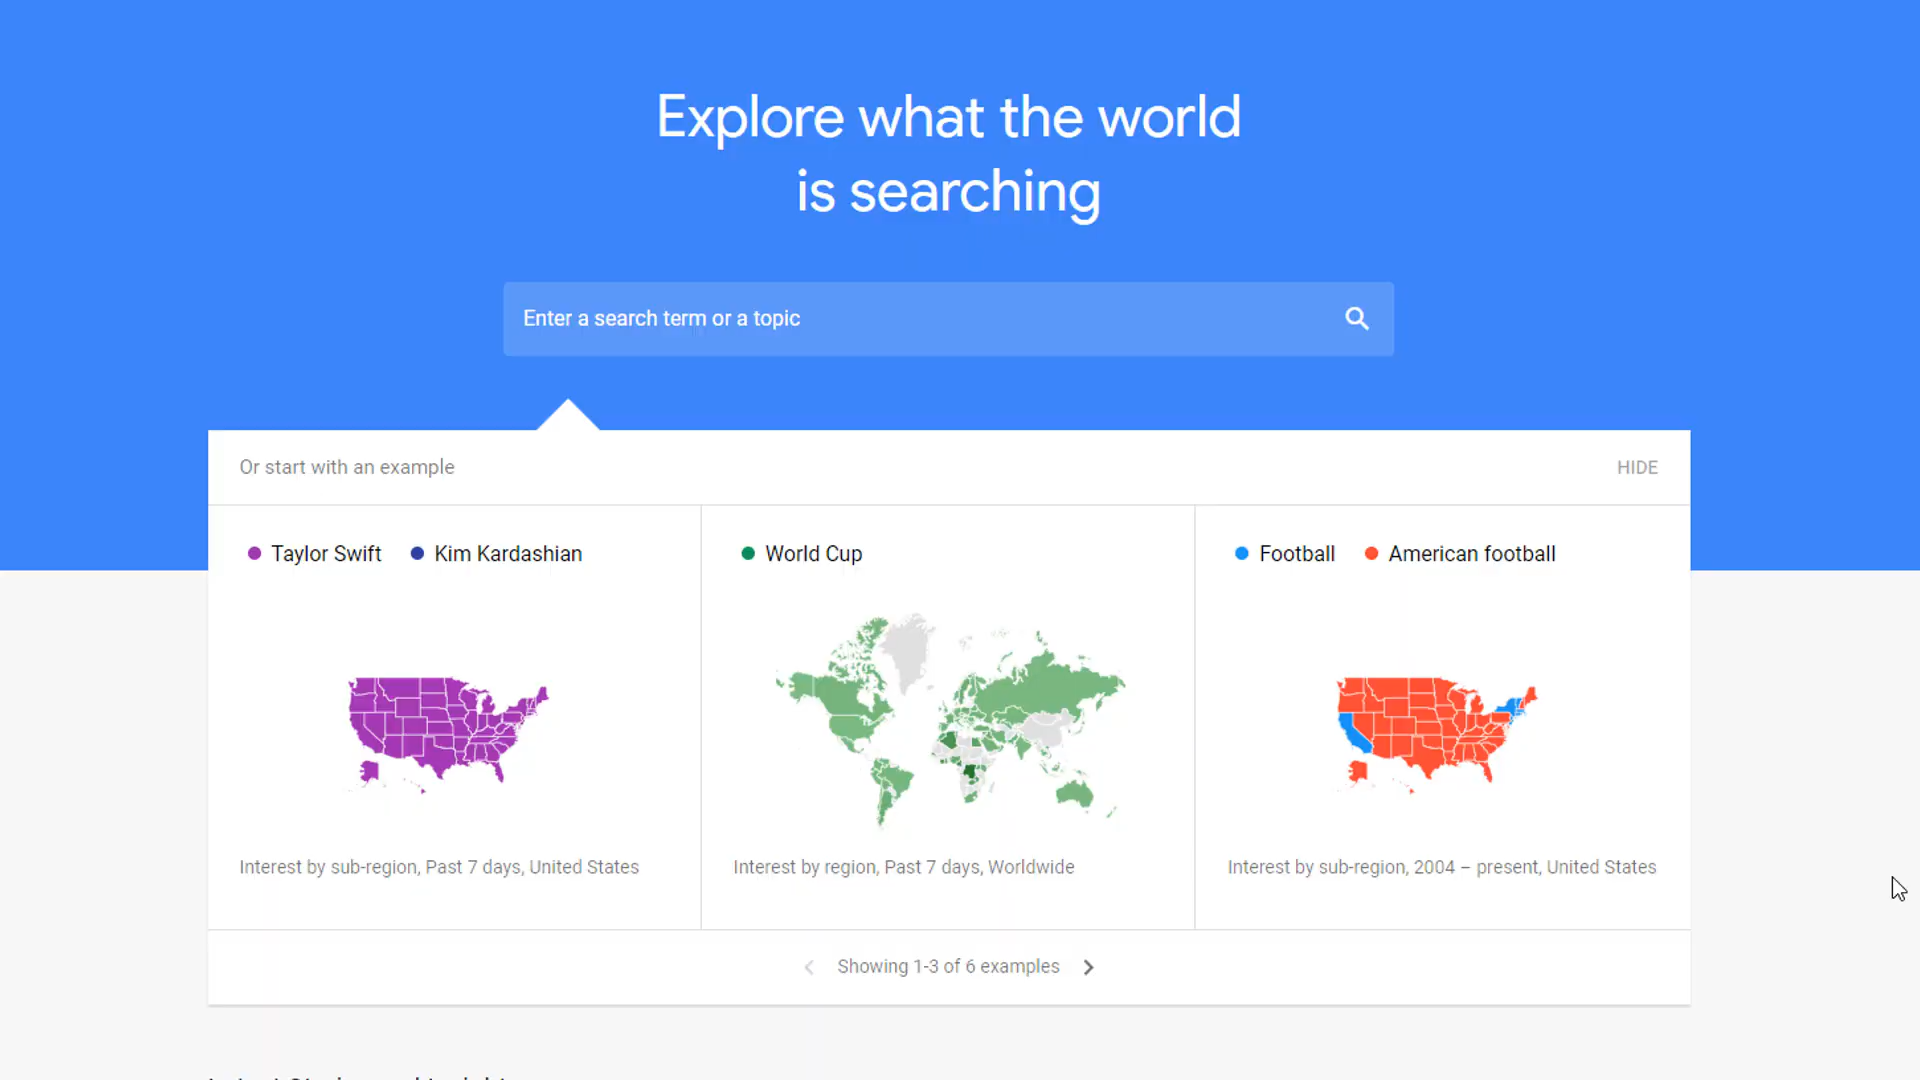 Explore what the world
is searching
Enter a search term or a topic
Or start with an example
HIDE
Taylor Swift
Kim Kardashian
World Cup
Football
American football
Interest by sub-region, Past 7 days, United States
Interest by region, Past 7 days, Worldwide
Interest by sub-region, 2004 – present, United States
Showing 1-3 of 6 examples